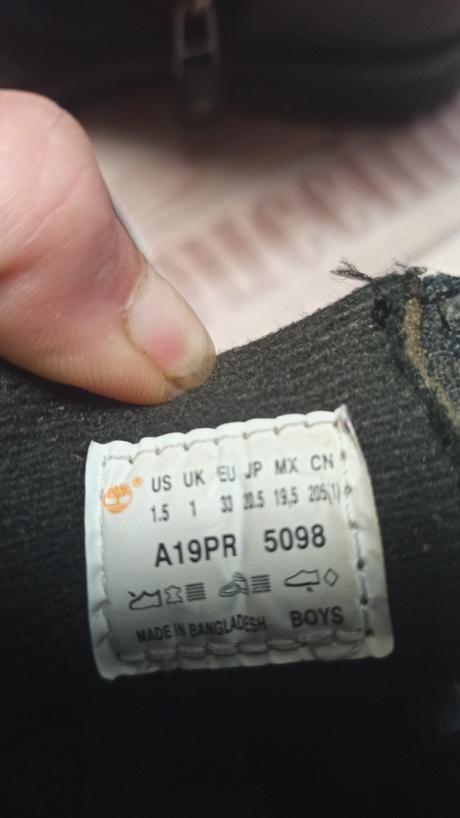 US UK EU JP MX CN
1.5 1 33 20.5 19,5 205(1)
A19PR 5098
MADE IN BANGLADESH BOYS